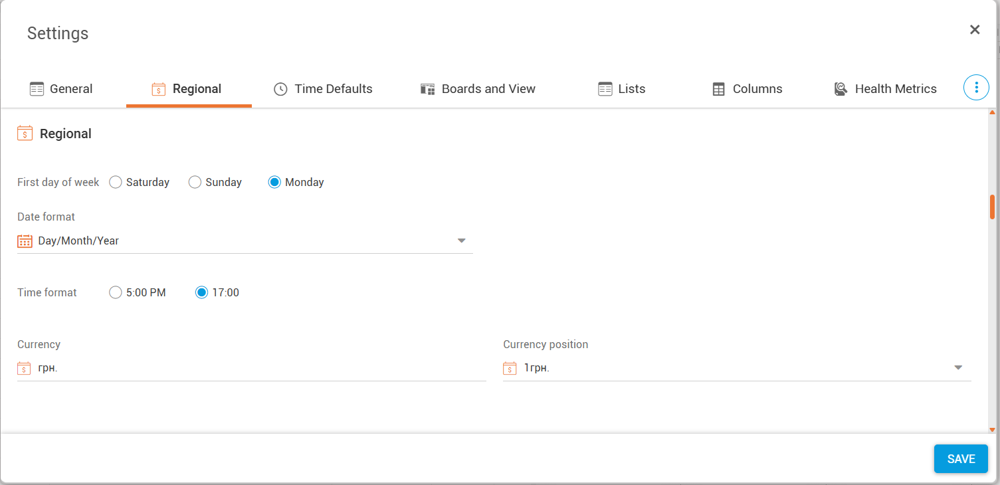 Settings
General Regional Time Defaults Boards and View Lists Columns Health Metrics
Regional
First day of week Saturday Sunday Monday
Date format
Day/Month/Year
Time format 5:00 PM 17:00
Currency Currency position
грн. 1грн.
SAVE